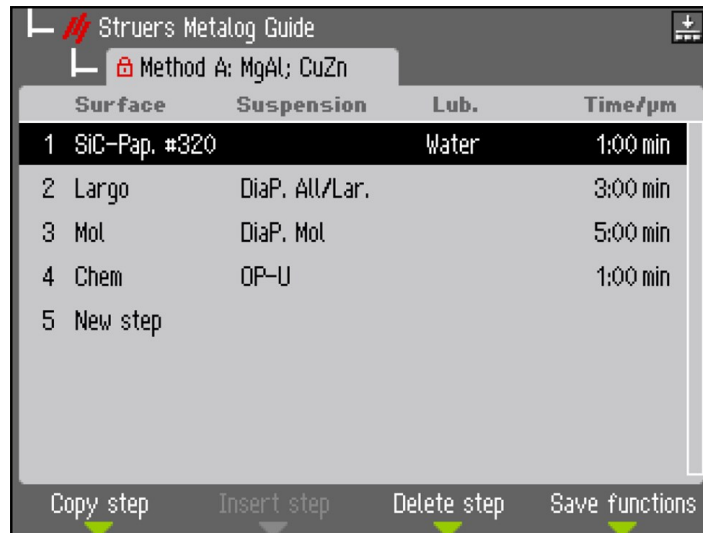 Struers Metalog Guide
Method A: MgAl; CuZn
Surface Suspension Lub. Time/µm
1 SiC-Pap. #320 Water 1:00 min
2 Largo DiaP. All/Lar. 3:00 min
3 Mol DiaP. Mol 5:00 min
4 Chem OP-U 1:00 min
5 New step
Copy step Insert step Delete step Save functions